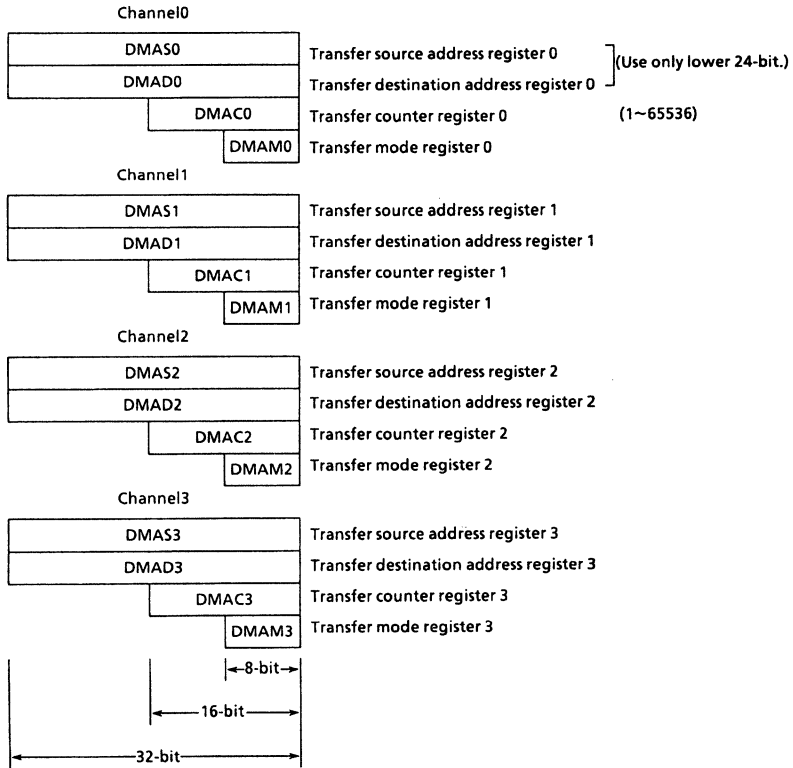 Channel0
DMAS0 Transfer source address register 0
(Use only lower 24-bit.)
DMAD0 Transfer destination address register 0
DMAC0 Transfer counter register 0 (1~65536)
DMAM0 Transfer mode register 0
Channel1
DMAS1 Transfer source address register 1
DMAD1 Transfer destination address register 1
DMAC1 Transfer counter register 1
DMAM1 Transfer mode register 1
Channel2
DMAS2 Transfer source address register 2
DMAD2 Transfer destination address register 2
DMAC2 Transfer counter register 2
DMAM2 Transfer mode register 2
Channel3
DMAS3 Transfer source address register 3
DMAD3 Transfer destination address register 3
DMAC3 Transfer counter register 3
DMAM3 Transfer mode register 3
8-bit
16-bit
32-bit